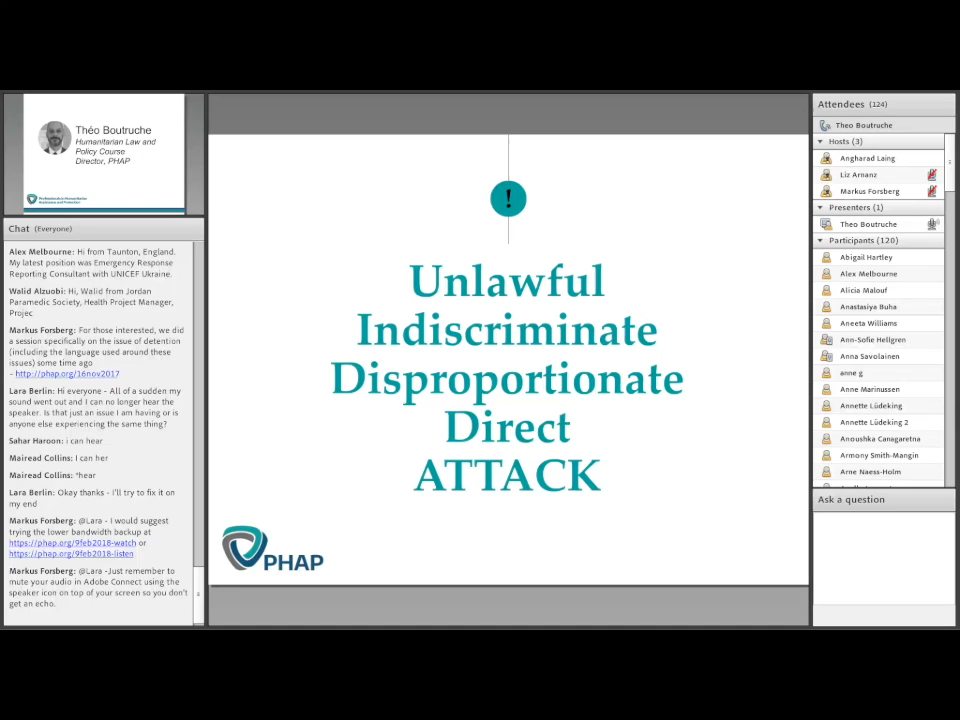 Théo Boutruche
Humanitarian Law and
Policy Course
Director, PHAP
Chat (Everyone)
Alex Melbourne: Hi from Taunton, England.
My latest position was Emergency Response
Reporting Consultant with UNICEF Ukraine.
Walid Alzuobi: Hi, Walid from Jordan
Paramedic Society, Health Project Manager,
Projec
Markus Forsberg: For those interested, we did
a session specifically on the issue of detention
(including the language used around these
issues) some time ago
- http://phap.org/16nov2017
Lara Berlin: Hi everyone - All of a sudden my
sound went out and I can no longer hear the
speaker. Is that just an issue I am having or is
anyone else experiencing the same thing?
Sahar Haroon: i can hear
Mairead Collins: I can her
Mairead Collins: *hear
Lara Berlin: Okay thanks - I'll try to fix it on
my end
Markus Forsberg: @Lara - I would suggest
trying the lower bandwidth backup at
https://phap.org/9feb2018-watch or
https://phap.org/9feb2018-listen
Markus Forsberg: @Lara -Just remember to
mute your audio in Adobe Connect using the
speaker icon on top of your screen so you don't
get an echo.
!
Unlawful
Indiscriminate
Disproportionate
Direct
ATTACK
PHAP
Attendees (124)
Theo Boutruche
Hosts (3)
Angharad Laing
Liz Arnanz
Markus Forsberg
Presenters (1)
Theo Boutruche
Participants (120)
Abigail Hartley
Alex Melbourne
Alicia Malouf
Anastasiya Buha
Aneeta Williams
Ann-Sofie Hellgren
Anna Savolainen
anne g
Anne Marinussen
Annette Lüdeking
Annette Lüdeking 2
Anoushka Canagaretna
Armony Smith-Mangin
Arne Naess-Holm
Ask a question